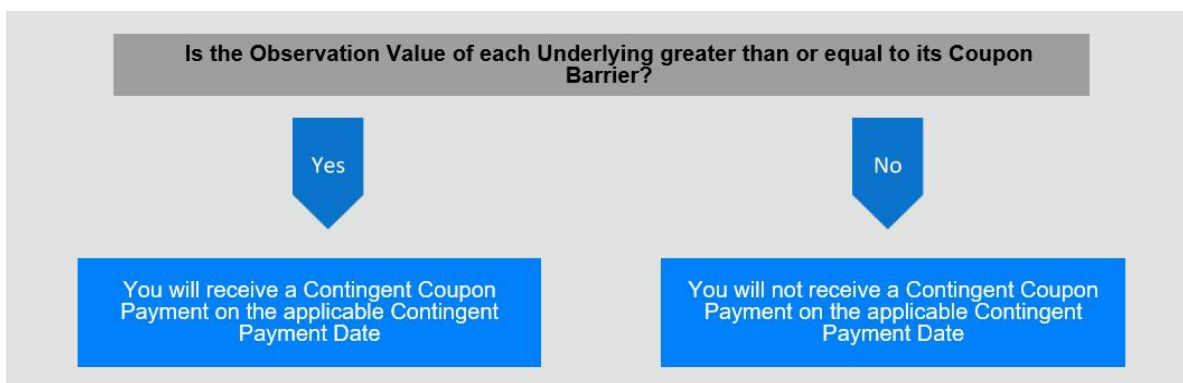 Is the Observation Value of each Underlying greater than or equal to its Coupon
Barrier?
Yes
No
You will receive a Contingent Coupon
Payment on the applicable Contingent
Payment Date
You will not receive a Contingent Coupon
Payment on the applicable Contingent
Payment Date